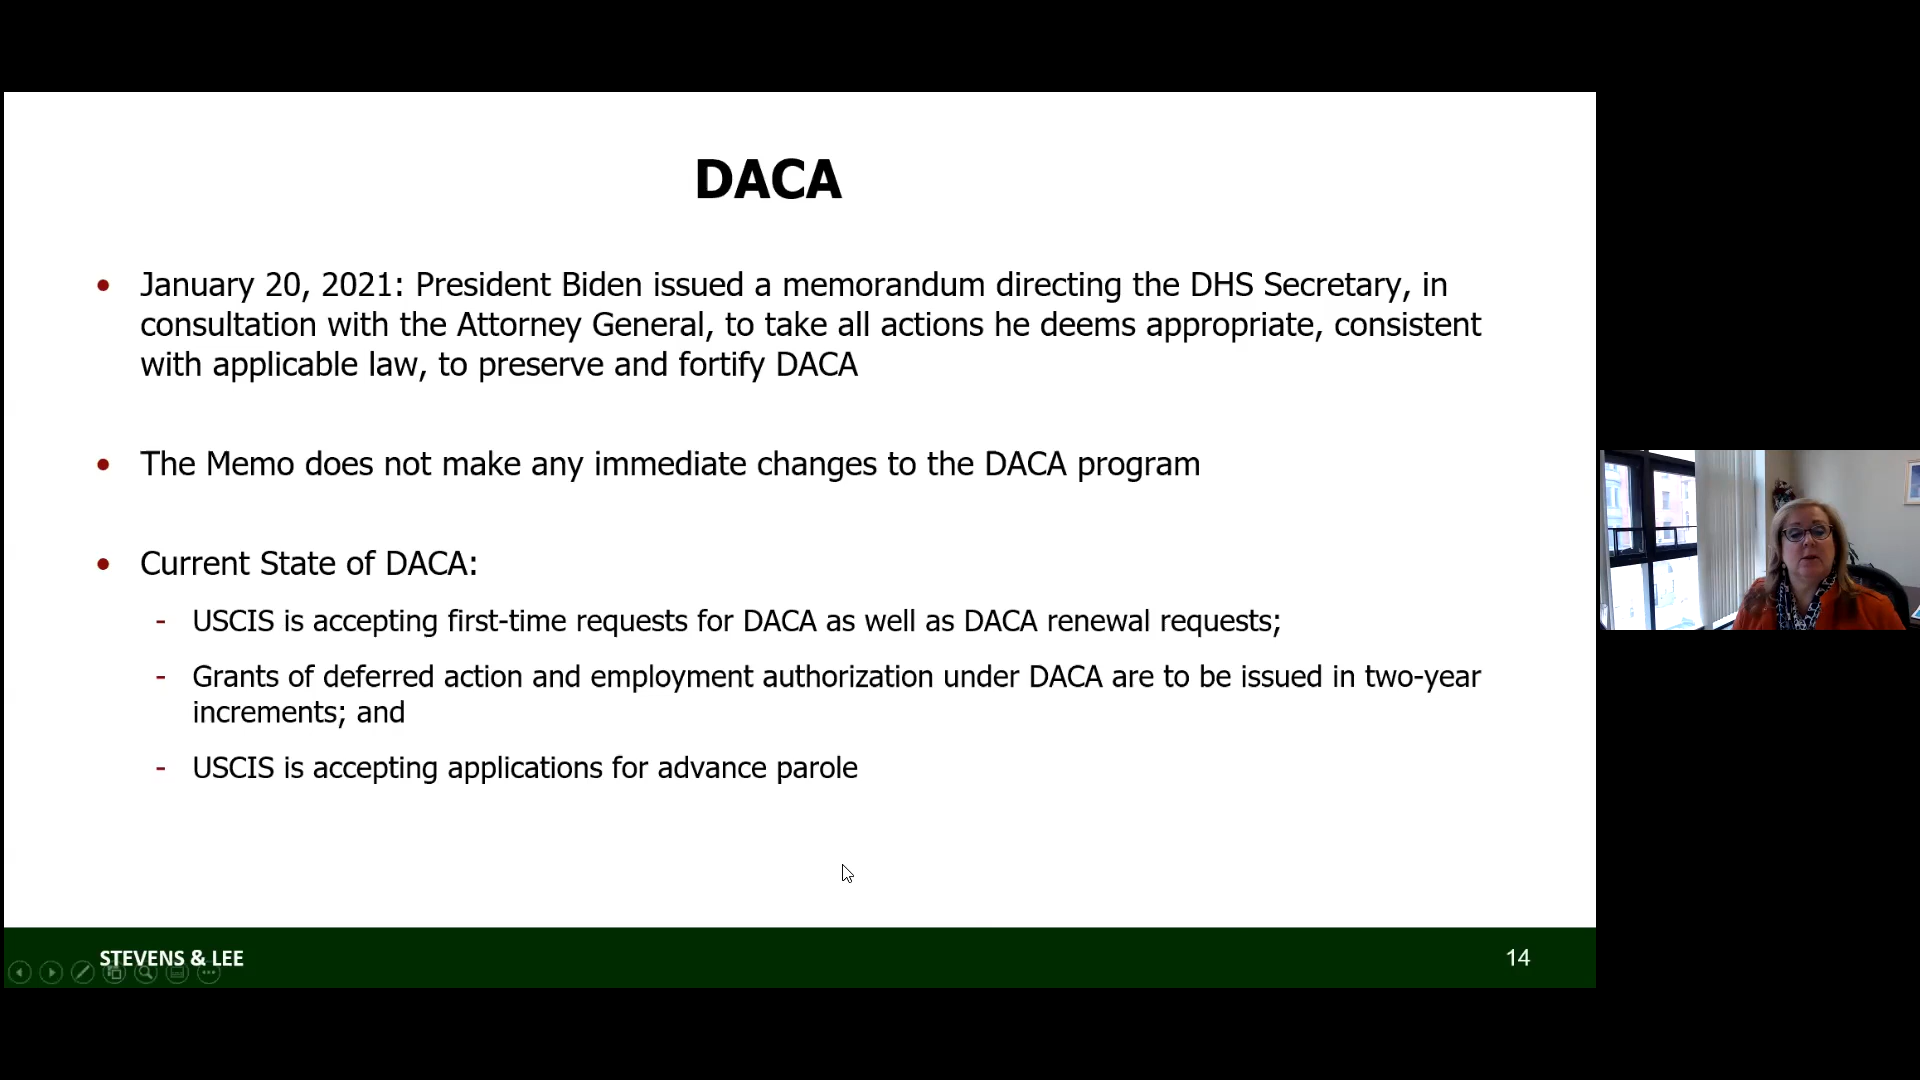 DACA
• January 20, 2021: President Biden issued a memorandum directing the DHS Secretary, in
consultation with the Attorney General, to take all actions he deems appropriate, consistent
with applicable law, to preserve and fortify DACA
• The Memo does not make any immediate changes to the DACA program
• Current State of DACA:
- USCIS is accepting first-time requests for DACA as well as DACA renewal requests;
- Grants of deferred action and employment authorization under DACA are to be issued in two-year
increments; and
- USCIS is accepting applications for advance parole
STEVENS & LEE
14